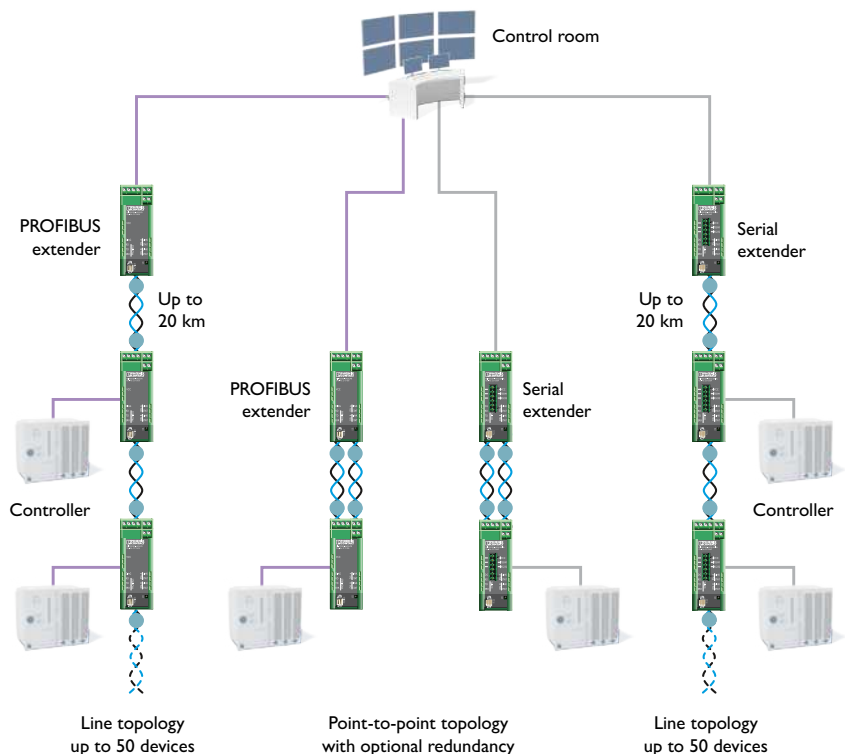 Control room
PROFIBUS
extender
Serial
extender
Up to
20 km
Up to
20 km
PROFIBUS
extender
Serial
extender
Controller
Controller
Line topology
up to 50 devices
Point-to-point topology
with optional redundancy
Line topology
up to 50 devices